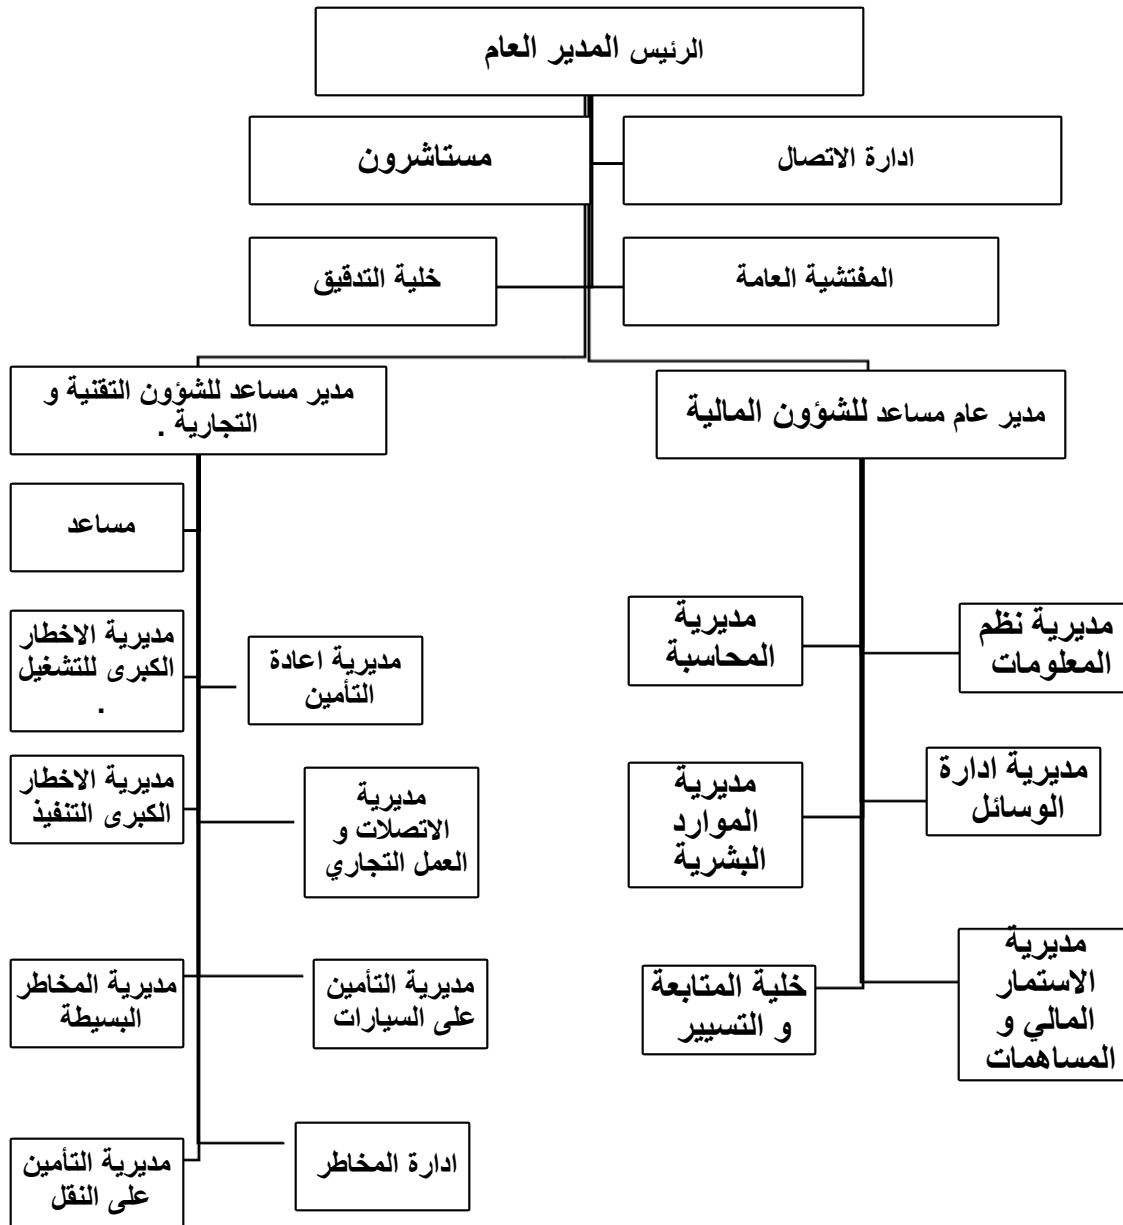 الرئيس المدير العام
ادارة الاتصال
مستاشرون
المفتشية العامة
خلية التدقيق
مدير عام مساعد للشؤون المالية
مدير مساعد للشؤون التقنية و
التجارية .
مساعد
مديرية نظم
المعلومات
مديرية
المحاسبة
مديرية اعادة
التأمين
مديرية الاخطار
الكبرى للتشغيل
.
مديرية ادارة
الوسائل
مديرية
الموارد
البشرية
مديرية
الاتصلات و
العمل التجاري
مديرية الاخطار
الكبرى التنفيذ
مديرية
الاستمار
المالي و
المساهمات
خلية المتابعة
و التسيير
مديرية التأمين
على السيارات
مديرية المخاطر
البسيطة
ادارة المخاطر
مديرية التأمين
على النقل